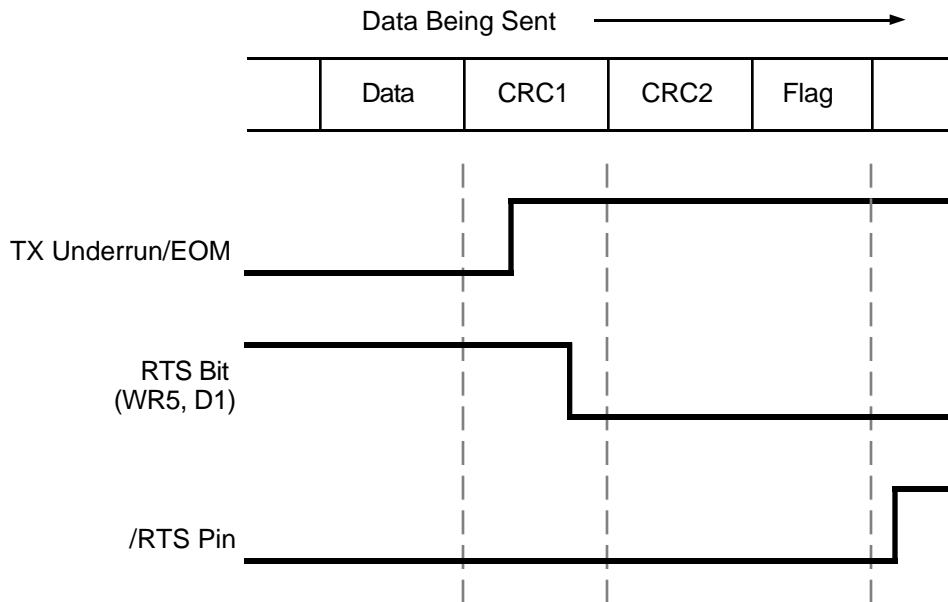 Data Being Sent
Data
CRC1
CRC2
Flag
TX Underrun/EOM
RTS Bit
(WR5, D1)
/RTS Pin